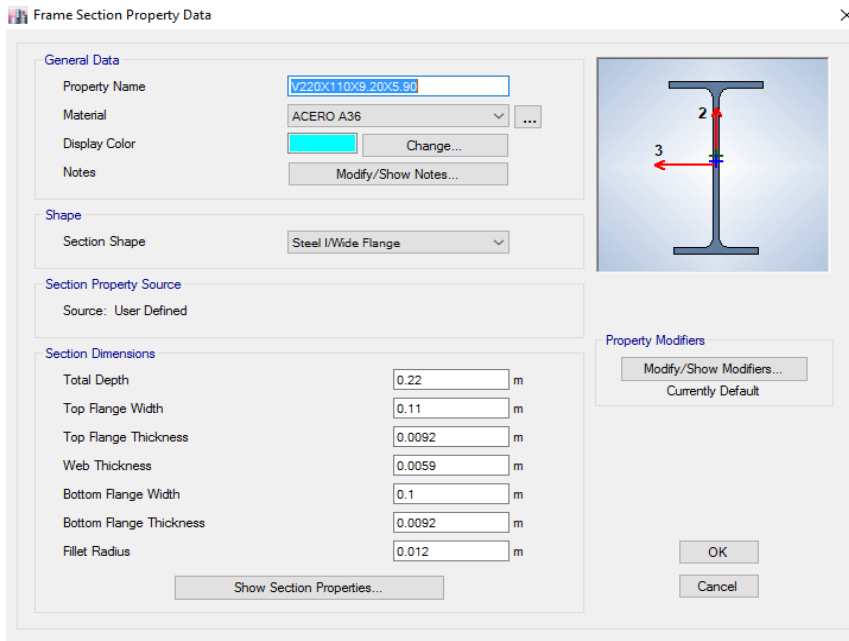 Frame Section Property Data
General Data
Property Name V220X110X9.20X5.90
Material ACERO A36 ...
Display Color Change...
Notes Modify/Show Notes...
Shape
Section Shape Steel I/Wide Flange
Section Property Source
Source: User Defined
Section Dimensions
Total Depth 0.22 m
Top Flange Width 0.11 m
Top Flange Thickness 0.0092 m
Web Thickness 0.0059 m
Bottom Flange Width 0.1 m
Bottom Flange Thickness 0.0092 m
Fillet Radius 0.012 m
Show Section Properties...
2
3
Property Modifiers
Modify/Show Modifiers...
Currently Default
OK
Cancel